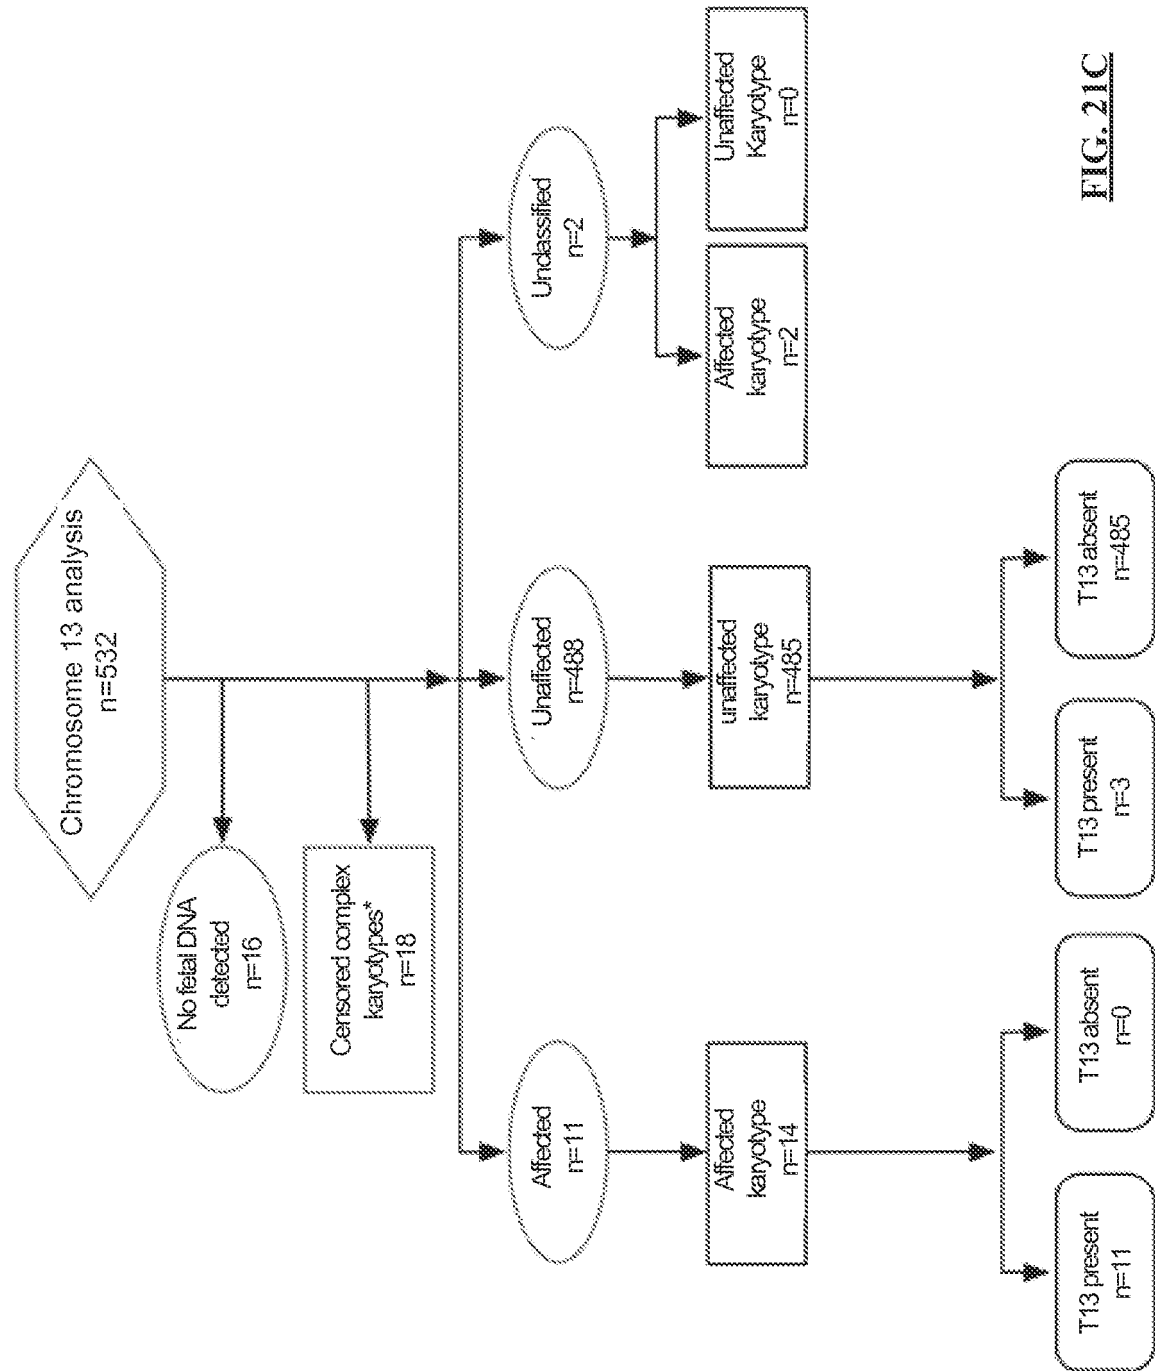 Chromosome 13 analysis
n=532
No fetal DNA
detected
n=16
Censored complex
karyotypes*
n=18
Affected
n=11
Unaffected
n=488
Unclassified
n=2
Affected
karyotype
n=14
unaffected
karyotype
n=485
Affected
karyotype
n=2
Unaffected
Karyotype
n=0
T13 present
n=11
T13 absent
n=0
T13 present
n=3
T13 absent
n=485
FIG. 21C